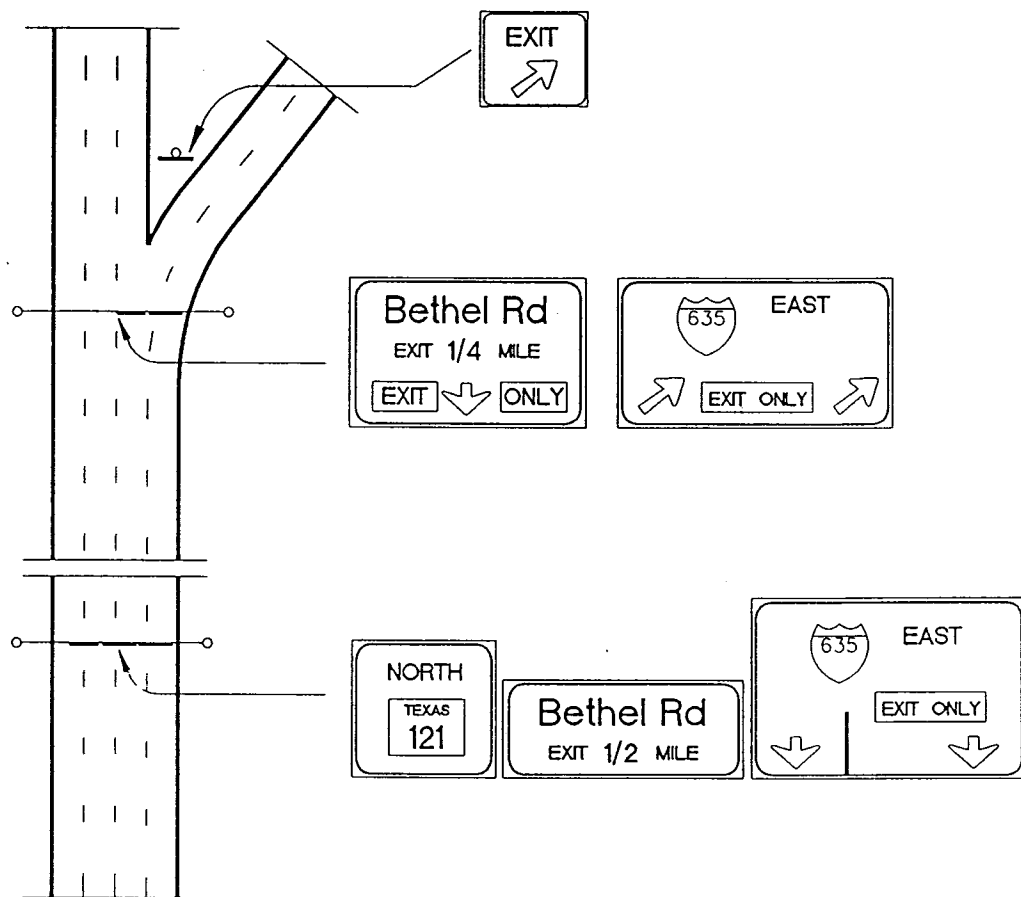 EXIT
Bethel Rd
EXIT 1/4 MILE
EXIT ONLY
635 EAST
EXIT ONLY
NORTH
TEXAS
121
Bethel Rd
EXIT 1/2 MILE
635 EAST
EXIT ONLY